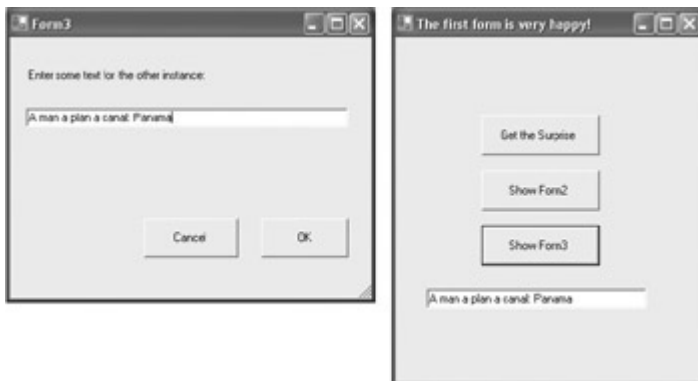 Form3
Enter some text for the other instance:
A man a plan a canal: Panama
Cancel
OK
The first form is very happy!
Get the Surprise
Show Form2
Show Form3
A man a plan a canal: Panama